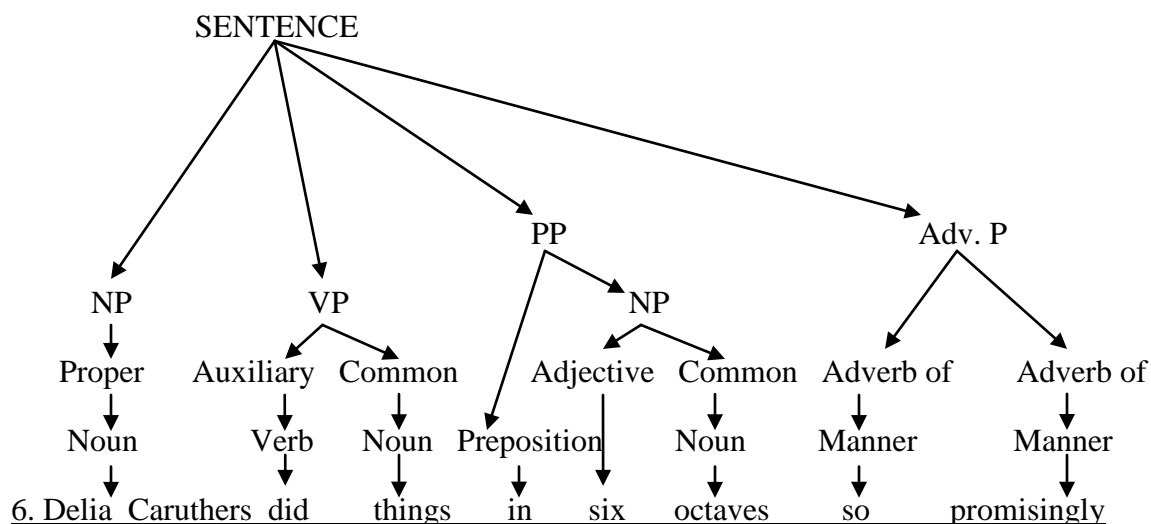 SENTENCE
PP Adv. P
NP VP NP
Proper Auxiliary Common Adjective Common Adverb of Adverb of
Noun Verb Noun Preposition Noun Manner Manner
6. Delia Caruthers did things in six octaves so promisingly